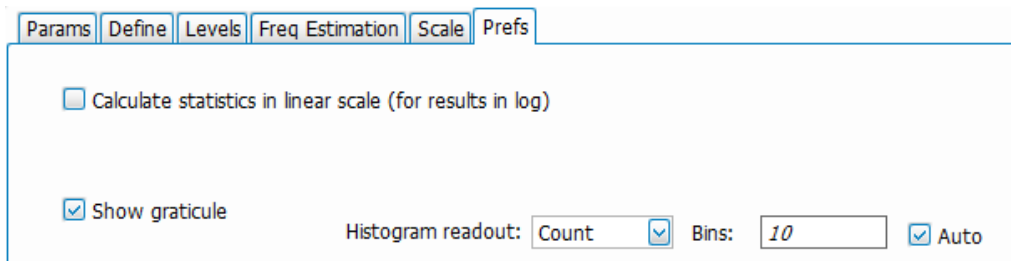 Params Define Levels Freq Estimation Scale Prefs
Calculate statistics in linear scale (for results in log)
Show graticule
Histogram readout: Count Bins: 10 Auto